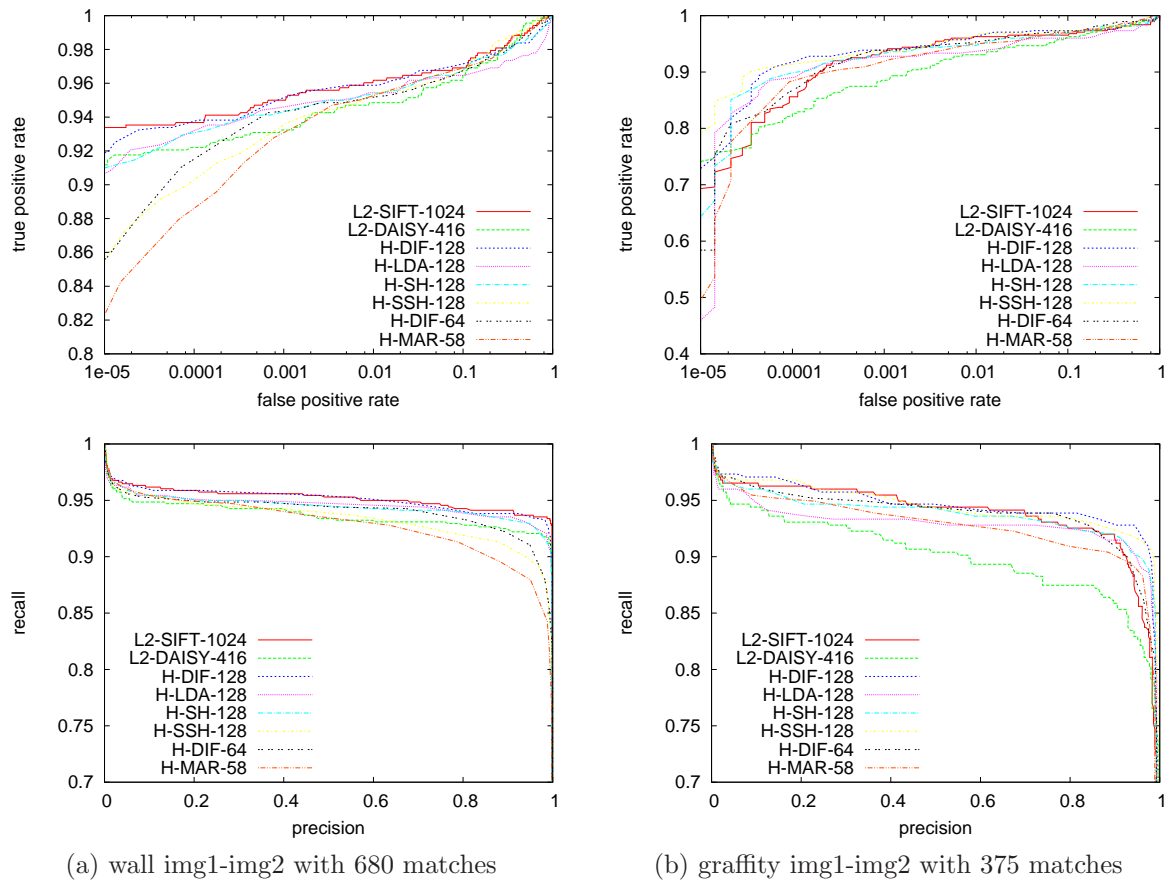 1
0.98
0.96
0.94
0.92
0.9
0.88
0.86
0.84
0.82
0.8
true positive rate
L2-SIFT-1024
L2-DAISY-416
H-DIF-128
H-LDA-128
H-SH-128
H-SSH-128
H-DIF-64
H-MAR-58
1e-05 0.0001 0.001 0.01 0.1 1
false positive rate
1
0.9
0.8
0.7
0.6
0.5
0.4
true positive rate
L2-SIFT-1024
L2-DAISY-416
H-DIF-128
H-LDA-128
H-SH-128
H-SSH-128
H-DIF-64
H-MAR-58
1e-05 0.0001 0.001 0.01 0.1 1
false positive rate
1
0.95
0.9
0.85
0.8
0.75
0.7
recall
L2-SIFT-1024
L2-DAISY-416
H-DIF-128
H-LDA-128
H-SH-128
H-SSH-128
H-DIF-64
H-MAR-58
0 0.2 0.4 0.6 0.8 1
precision
1
0.95
0.9
0.85
0.8
0.75
0.7
recall
L2-SIFT-1024
L2-DAISY-416
H-DIF-128
H-LDA-128
H-SH-128
H-SSH-128
H-DIF-64
H-MAR-58
0 0.2 0.4 0.6 0.8 1
precision
(a) wall img1-img2 with 680 matches
(b) graffity img1-img2 with 375 matches